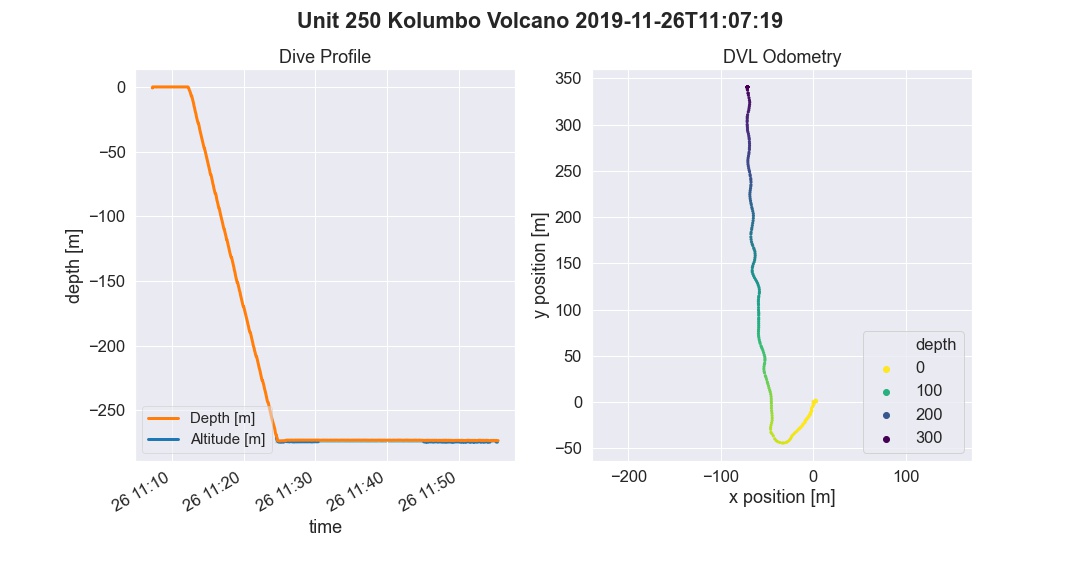 Unit 250 Kolumbo Volcano 2019-11-26T11:07:19
Dive Profile
0
−50
−100
−150
−200
−250
depth [m]
Depth [m]
Altitude [m]
26 11:10
26 11:20
26 11:30
26 11:40
26 11:50
time
DVL Odometry
350
300
250
200
150
100
50
0
−50
y position [m]
depth
0
100
200
300
−200
−100
0
100
x position [m]